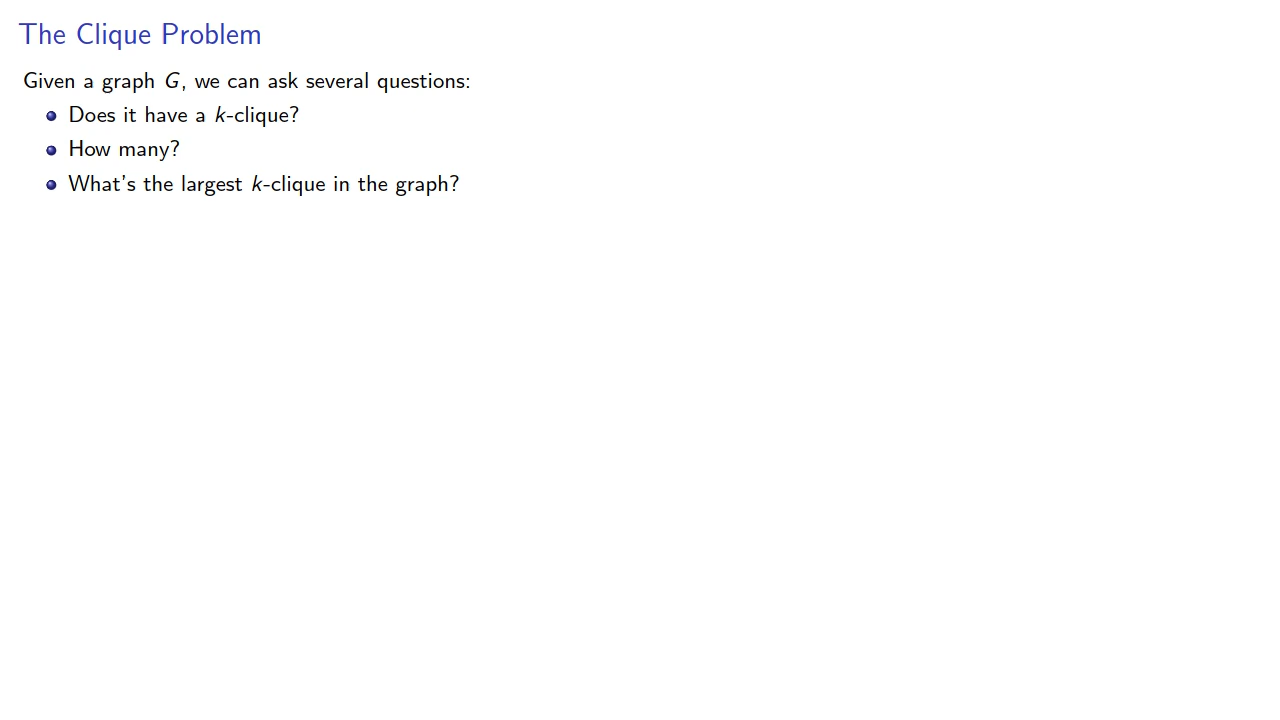 The Clique Problem
Given a graph G, we can ask several questions:
Does it have a k-clique?
How many?
What's the largest k-clique in the graph?